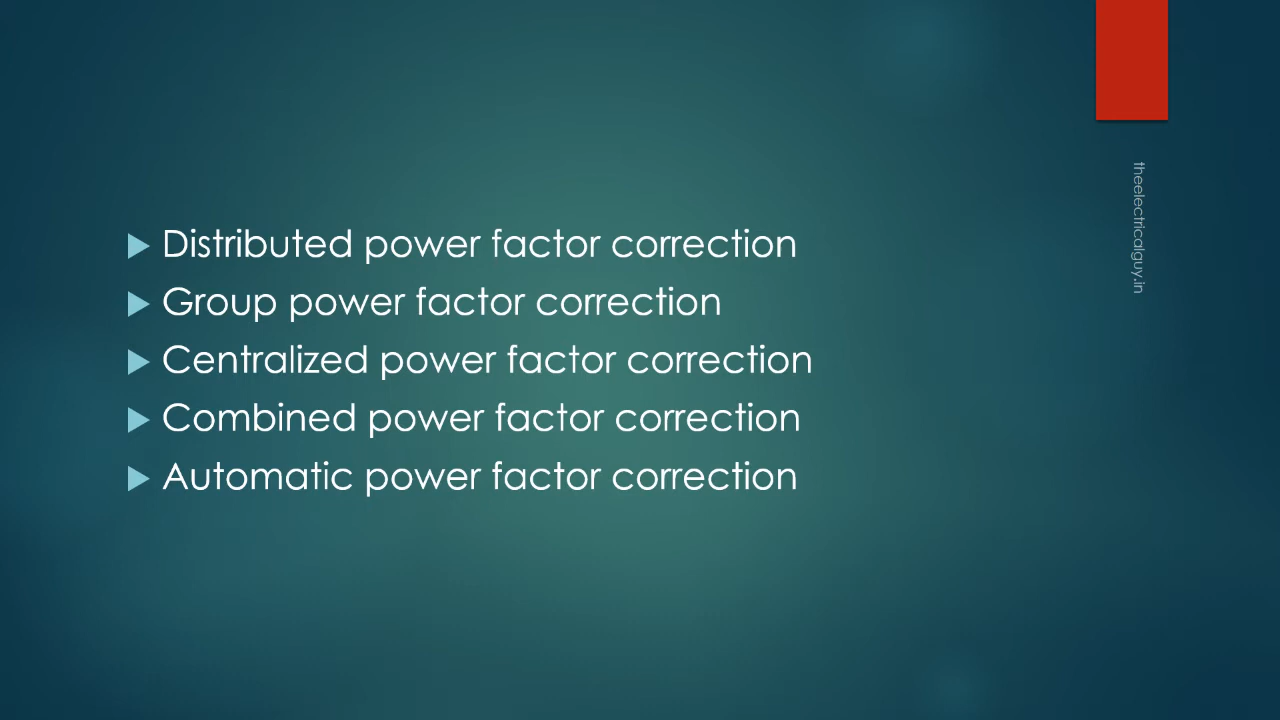 Distributed power factor correction
Group power factor correction
Centralized power factor correction
Combined power factor correction
Automatic power factor correction
theelectricalguy.in